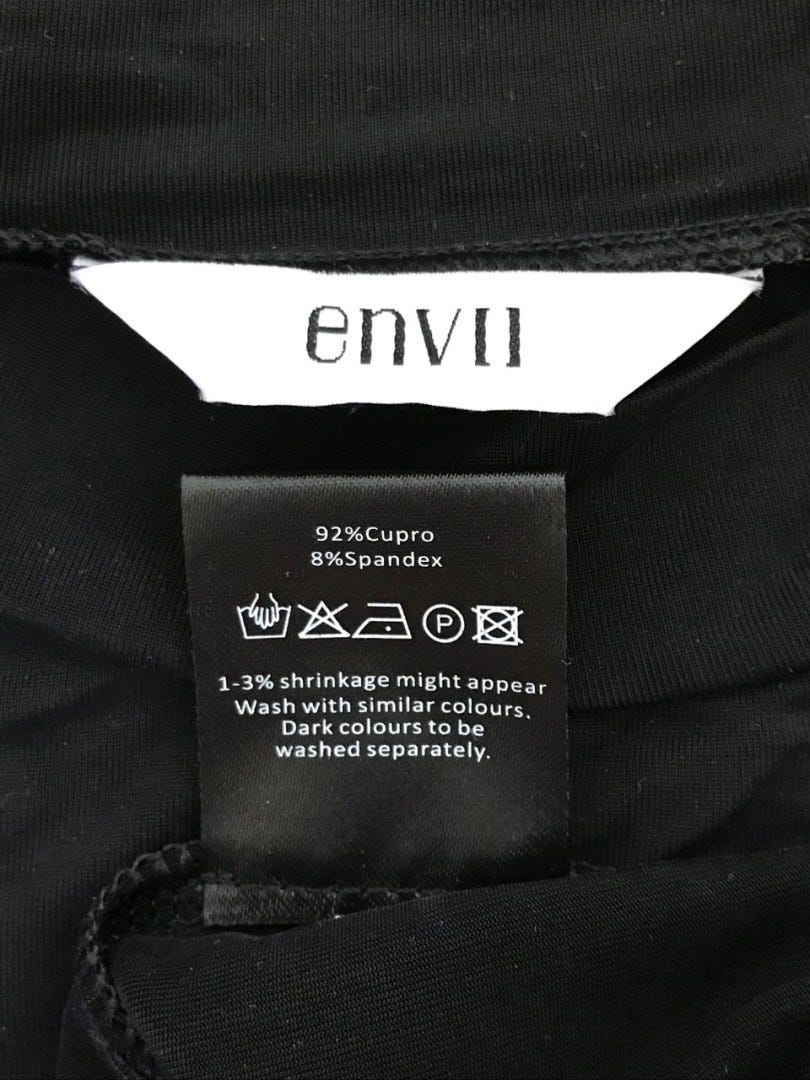 envii
92%Cupro
8%Spandex
P
1-3% shrinkage might appear
Wash with similar colours.
Dark colours to be
washed separately.